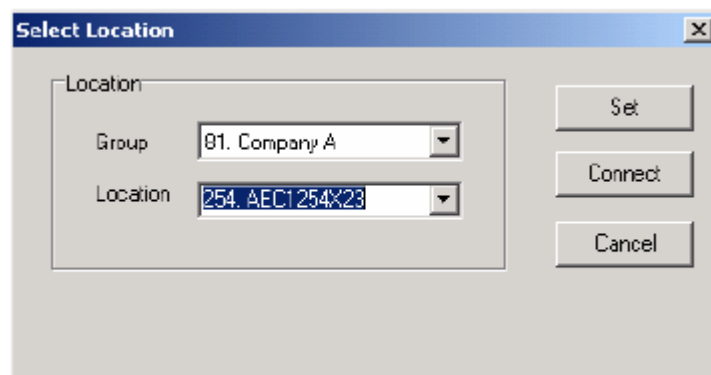 Select Location
Location
Group
81. Company A
Location
254. AEC1254X23
Set
Connect
Cancel